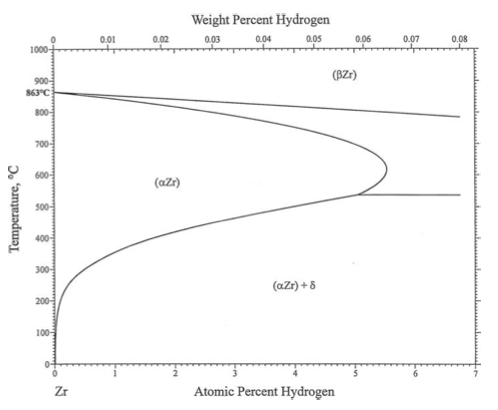 Weight Percent Hydrogen
0 0.01 0.02 0.03 0.04 0.05 0.06 0.07 0.08
1000
900
863°C
800
700
600
500
400
300
200
100
0
Temperature, °C
(βZr)
(αZr)
(αZr) + δ
0 1 2 3 4 5 6 7
Zr
Atomic Percent Hydrogen